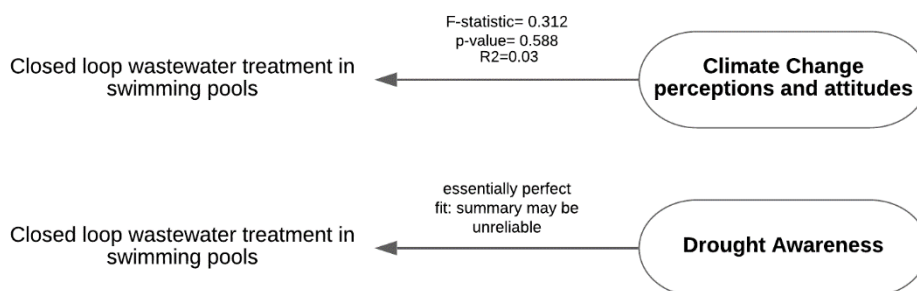 F-statistic= 0.312
p-value= 0.588
R2=0.03
Closed loop wastewater treatment in
swimming pools
Climate Change
perceptions and attitudes
essentially perfect
fit: summary may be
unreliable
Closed loop wastewater treatment in
swimming pools
Drought Awareness